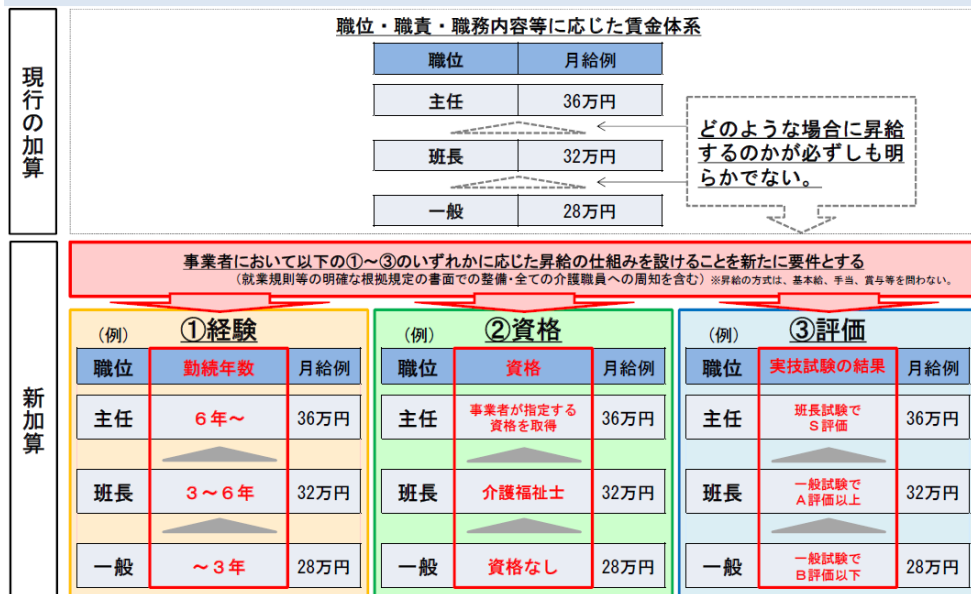 現行の加算
職位・職責・職務内容等に応じた賃金体系
職位 月給例
主任 36万円
班長 32万円
一般 28万円
どのような場合に昇給
するのかが必ずしも明
らかでない。
新加算
事業者において以下の①～③のいずれかに応じた昇給の仕組みを設けることを新たに要件とする
(就業規則等の明確な根拠規定の書面での整備・全ての介護職員への周知を含む) ※昇給の方式は、基本給、手当、賞与等を問わない。
(例) ①経験
職位 勤続年数 月給例
主任 6年～ 36万円
班長 3～6年 32万円
一般 ～3年 28万円
(例) ②資格
職位 資格 月給例
主任 事業者が指定する
資格を取得 36万円
班長 介護福祉士 32万円
一般 資格なし 28万円
(例) ③評価
職位 実技試験の結果 月給例
主任 班長試験で
S評価 36万円
班長 一般試験で
A評価以上 32万円
一般 一般試験で
B評価以下 28万円